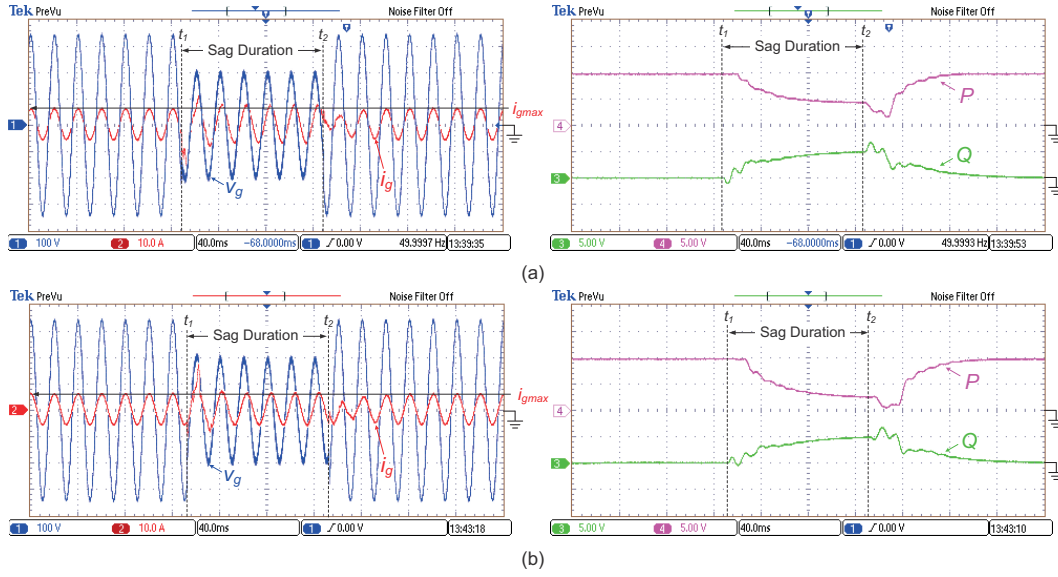 Tek PreVu Noise Filter Off
t1 Sag Duration t2
igmax
1
vg ig
1 100 V 2 10.0 A 40.0ms −68.0000ms 1 0.00 V 49.9997 Hz 13:39:35
Tek PreVu Noise Filter Off
t1 Sag Duration t2
P
4
Q
3
3 5.00 V 4 5.00 V 40.0ms −68.0000ms 1 0.00 V 49.9993 Hz 13:39:53
(a)
Tek PreVu Noise Filter Off
t1 Sag Duration t2
igmax
2
vg ig
1 100 V 2 10.0 A 40.0ms 1 0.00 V 13:43:18
Tek PreVu Noise Filter Off
t1 Sag Duration t2
P
4
Q
3
3 5.00 V 4 5.00 V 40.0ms 1 0.00 V 13:43:10
(b)